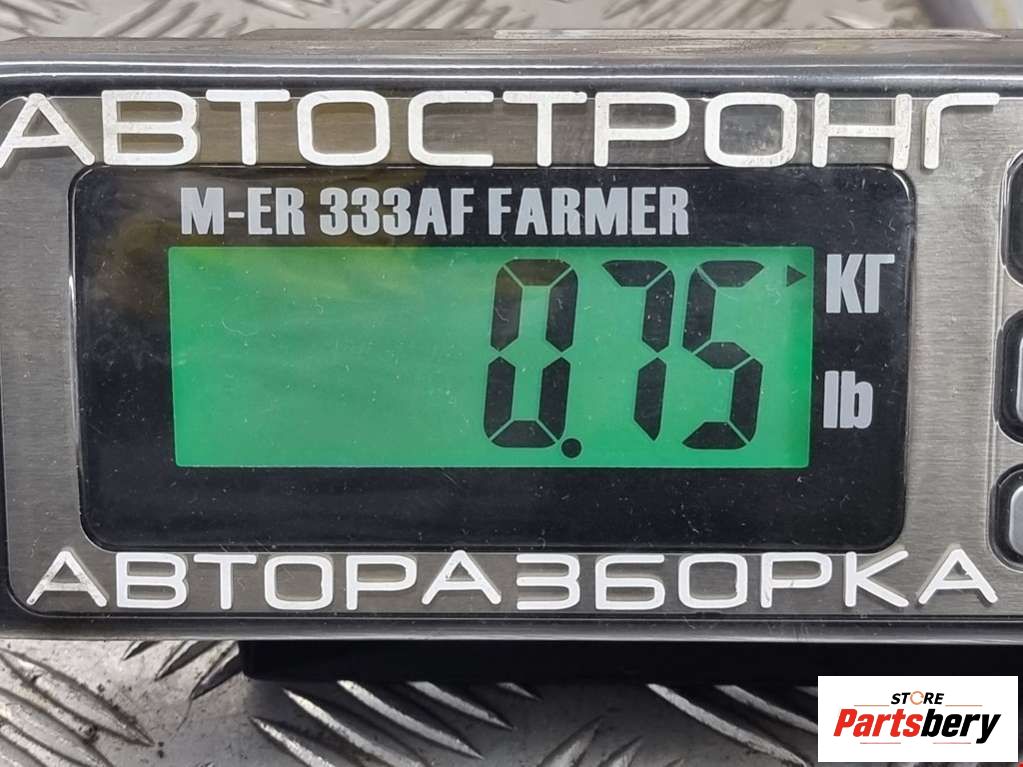 АВТОСТРОНГ
M-ER 333AF FARMER
0.75 КГ
lb
АВТОРАЗБОРКА
STORE
Partsbery